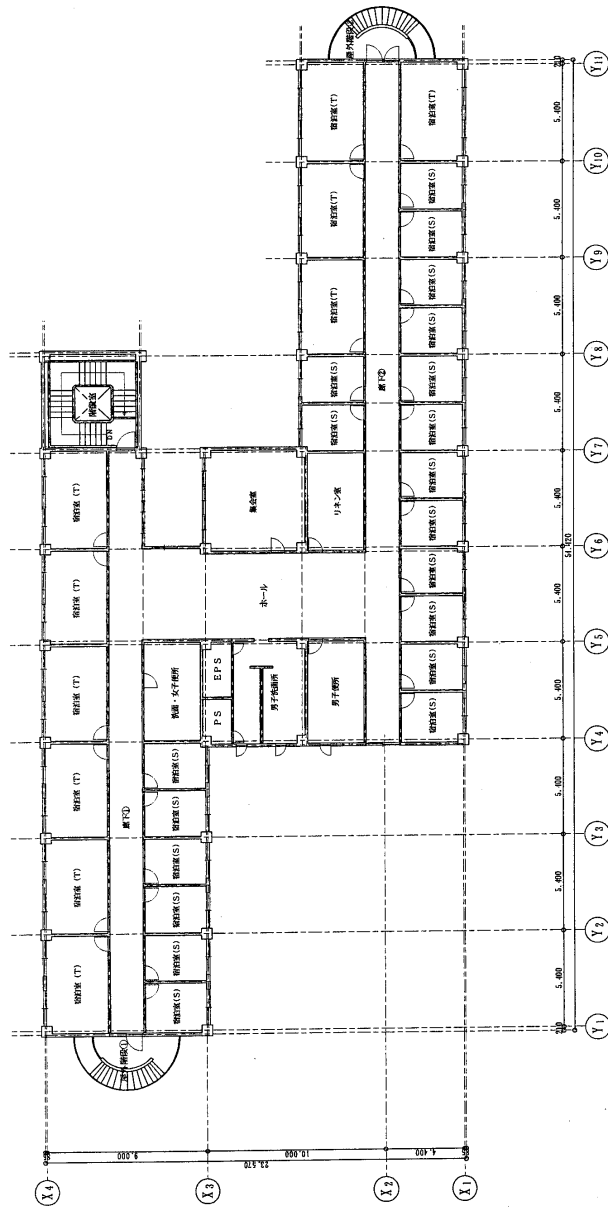 X4
宿泊室 (T)
宿泊室 (T)
宿泊室 (T)
宿泊室 (T)
宿泊室 (T)
宿泊室 (T)
階段室
DN
屋外階段①
廊下①
9.000
宿泊室(S)
宿泊室(S)
宿泊室(S)
宿泊室(S)
宿泊室(S)
宿泊室(S)
洗面・女子便所
X3
PS
EPS
集会室
23.570
10.000
男子洗面所
ホール
男子便所
リネン室
宿泊室(S)
宿泊室(S)
宿泊室(T)
宿泊室(T)
宿泊室(T)
屋外階段②
X2
廊下②
4.400
宿泊室(S)
宿泊室(S)
宿泊室(S)
宿泊室(S)
宿泊室(S)
宿泊室(S)
宿泊室(S)
宿泊室(S)
宿泊室(S)
宿泊室(S)
宿泊室(S)
宿泊室(S)
宿泊室(T)
X1
210
5.400
5.400
5.400
5.400
5.400
5.400
5.400
5.400
5.400
5.400
210
54.420
Y1
Y2
Y3
Y4
Y5
Y6
Y7
Y8
Y9
Y10
Y11